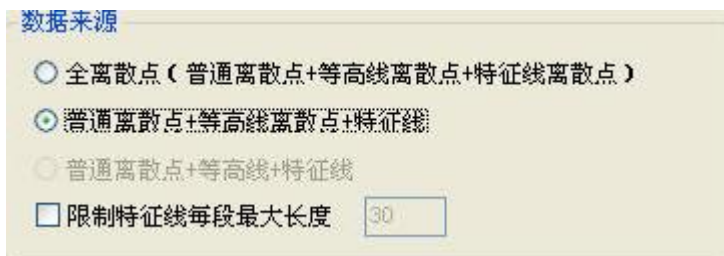 数据来源
全离散点(普通离散点+等高线离散点+特征线离散点)
普通离散点+等高线离散点+特征线
普通离散点+等高线+特征线
限制特征线每段最大长度 30